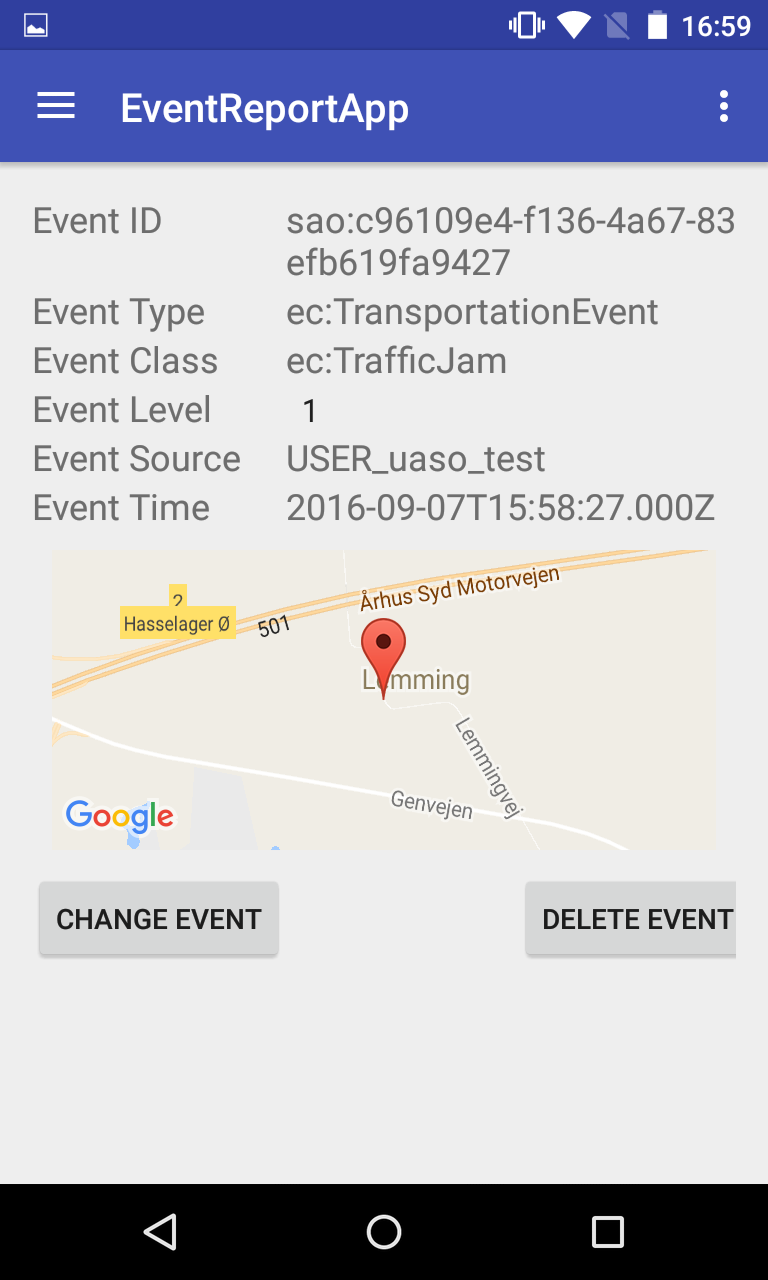 16:59
EventReportApp
Event ID sao:c96109e4-f136-4a67-83
efb619fa9427
Event Type ec:TransportationEvent
Event Class ec:TrafficJam
Event Level 1
Event Source USER_uaso_test
Event Time 2016-09-07T15:58:27.000Z
Århus Syd Motorvejen
2
Hasselager Ø
501
Lemming
Lemmingvej
Genvejen
Google
CHANGE EVENT DELETE EVENT